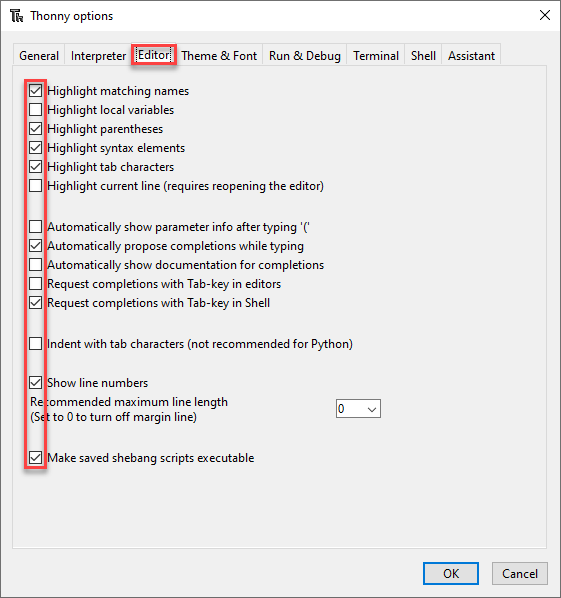 Thonny options
General Interpreter Editor Theme & Font Run & Debug Terminal Shell Assistant
Highlight matching names
Highlight local variables
Highlight parentheses
Highlight syntax elements
Highlight tab characters
Highlight current line (requires reopening the editor)
Automatically show parameter info after typing '('
Automatically propose completions while typing
Automatically show documentation for completions
Request completions with Tab-key in editors
Request completions with Tab-key in Shell
Indent with tab characters (not recommended for Python)
Show line numbers
Recommended maximum line length
(Set to 0 to turn off margin line)
0
Make saved shebang scripts executable
OK Cancel